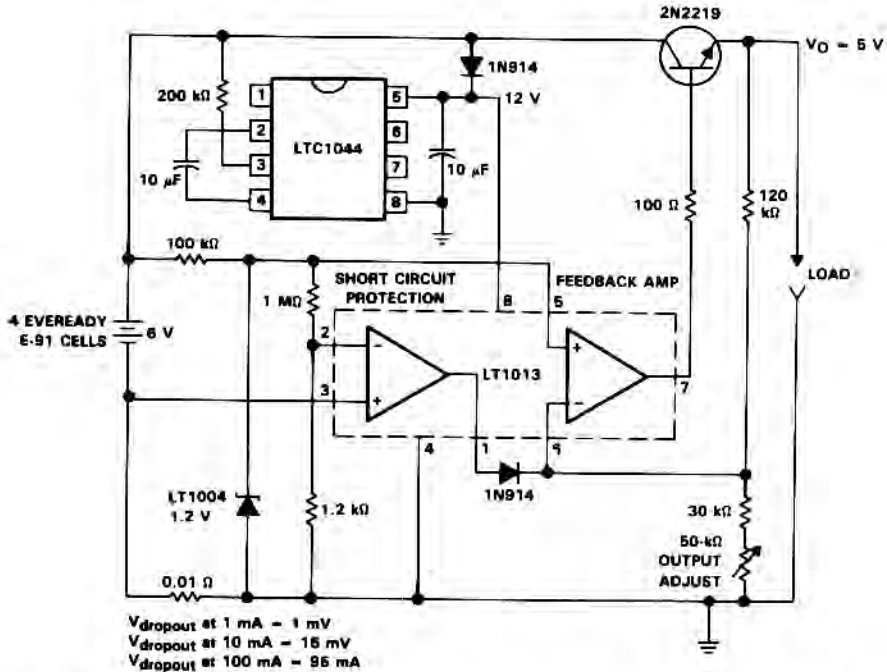 2N2219
VO = 5 V
1N914
200 kΩ
1
2
3
4
LTC1044
5
6
7
8
12 V
10 µF
10 µF
100 Ω
120 kΩ
100 kΩ
SHORT CIRCUIT PROTECTION
FEEDBACK AMP
LOAD
1 MΩ
8
5
4 EVEREADY
E-91 CELLS
6 V
2
−
3
+
LT1013
+
−
7
4
1
1N914
LT1004
1.2 V
1.2 kΩ
30 kΩ
50-kΩ
OUTPUT
ADJUST
0.01 Ω
Vdropout at 1 mA = 1 mV
Vdropout at 10 mA = 15 mV
Vdropout at 100 mA = 95 mA